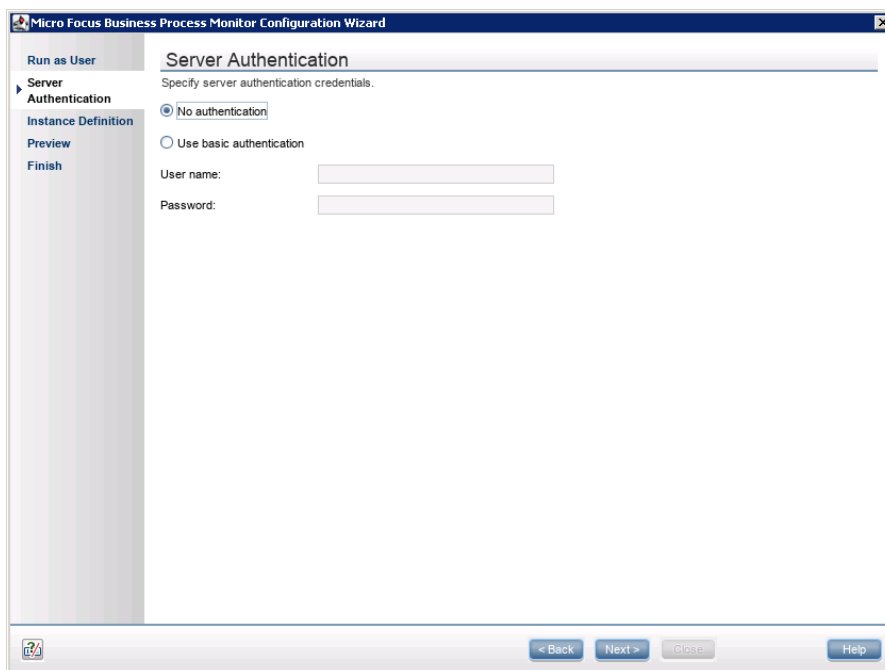 Micro Focus Business Process Monitor Configuration Wizard
Run as User
Server
Authentication
Instance Definition
Preview
Finish
Server Authentication
Specify server authentication credentials.
No authentication
Use basic authentication
User name:
Password:
< Back
Next >
Close
Help